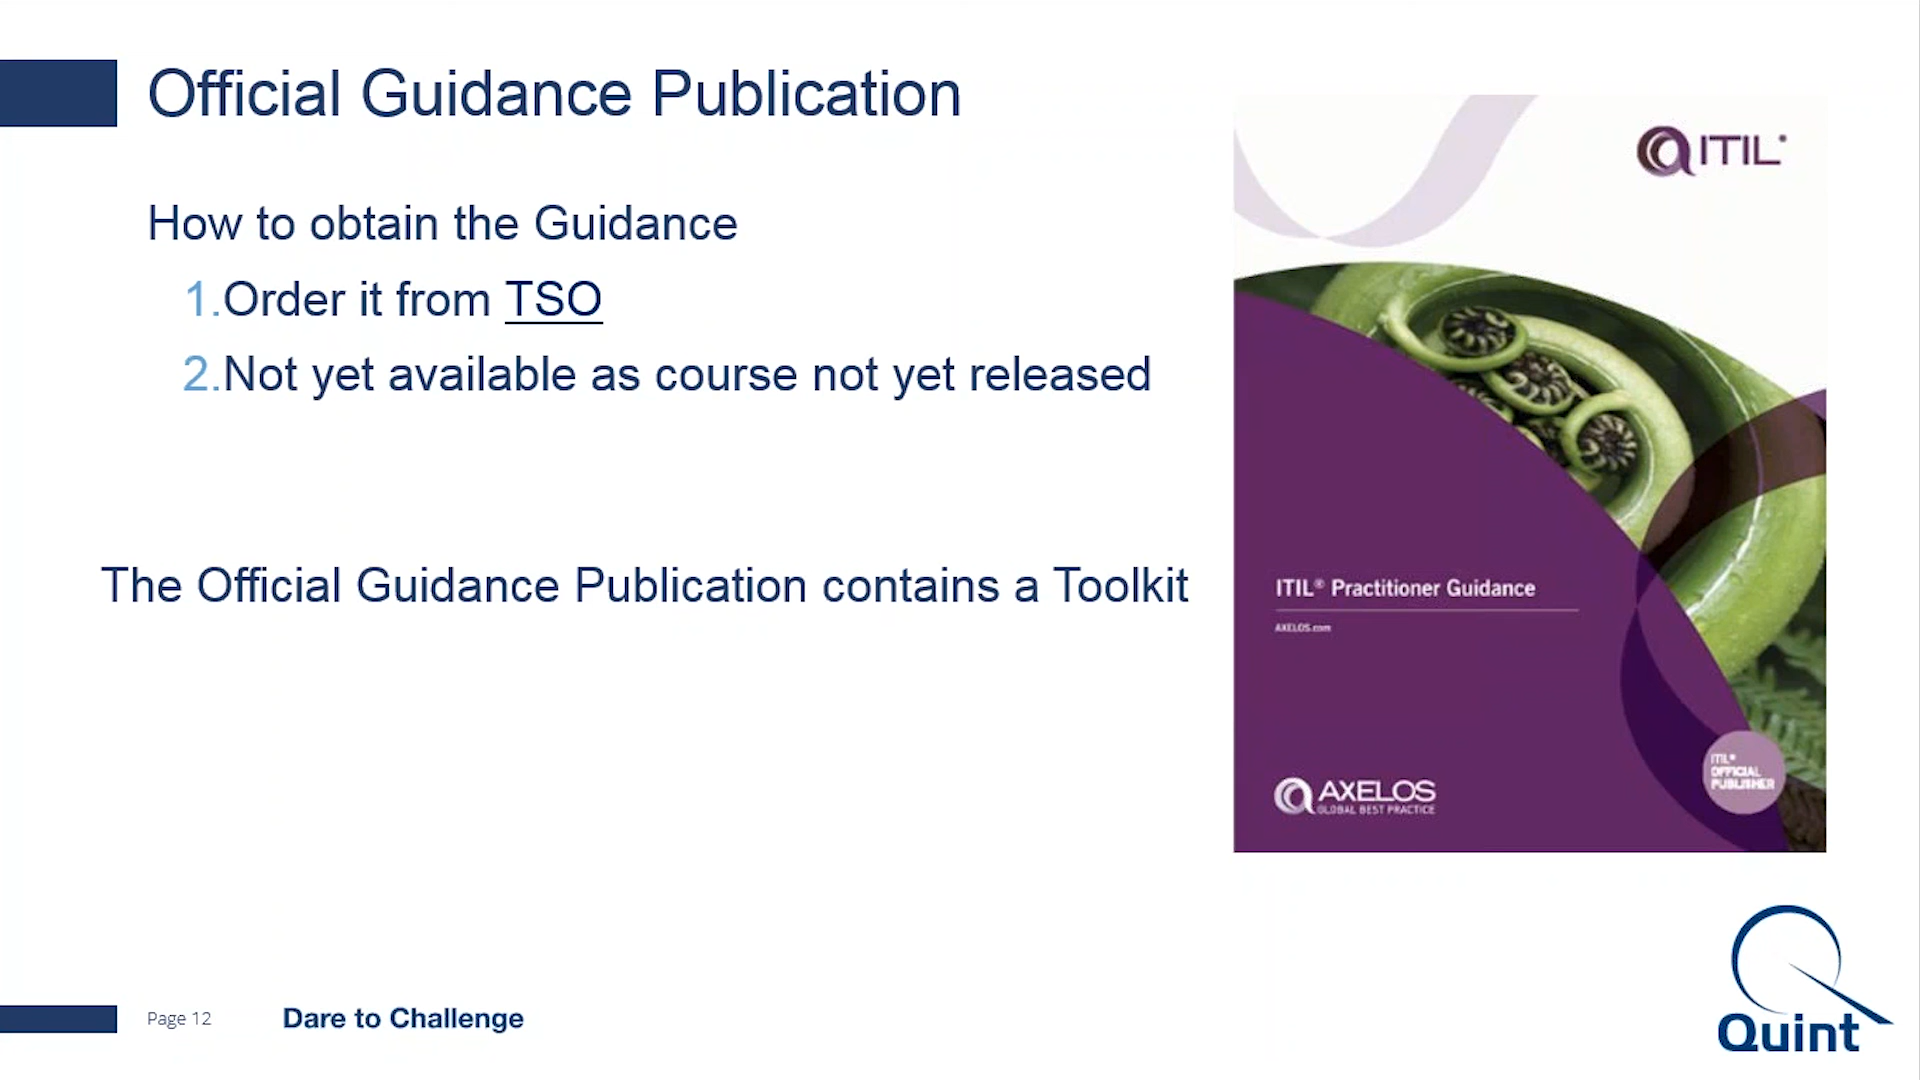 Official Guidance Publication
How to obtain the Guidance
1.Order it from TSO
2.Not yet available as course not yet released
The Official Guidance Publication contains a Toolkit
ITIL®
ITIL® Practitioner Guidance
AXELOS.com
AXELOS
GLOBAL BEST PRACTICE
ITIL®
OFFICIAL
PUBLISHER
Page 12
Dare to Challenge
Quint